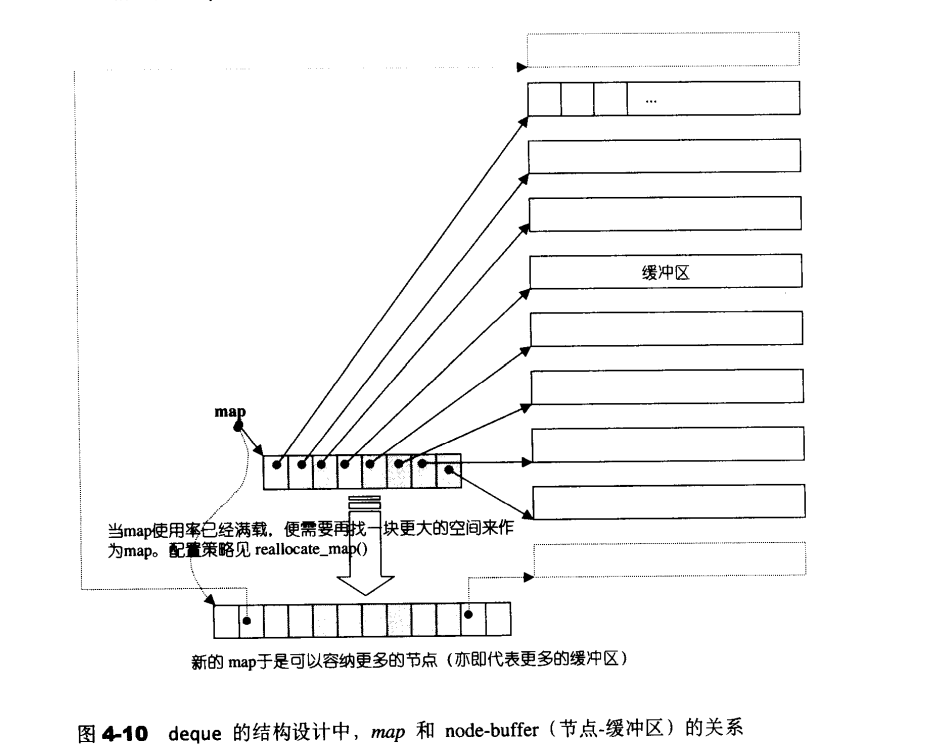 ...
缓冲区
map
当map使用率已经满载，便需要再找一块更大的空间来作
为map。配置策略见 reallocate_map()
新的 map于是可以容纳更多的节点（亦即代表更多的缓冲区）
图 4-10 deque 的结构设计中，map 和 node-buffer（节点-缓冲区）的关系